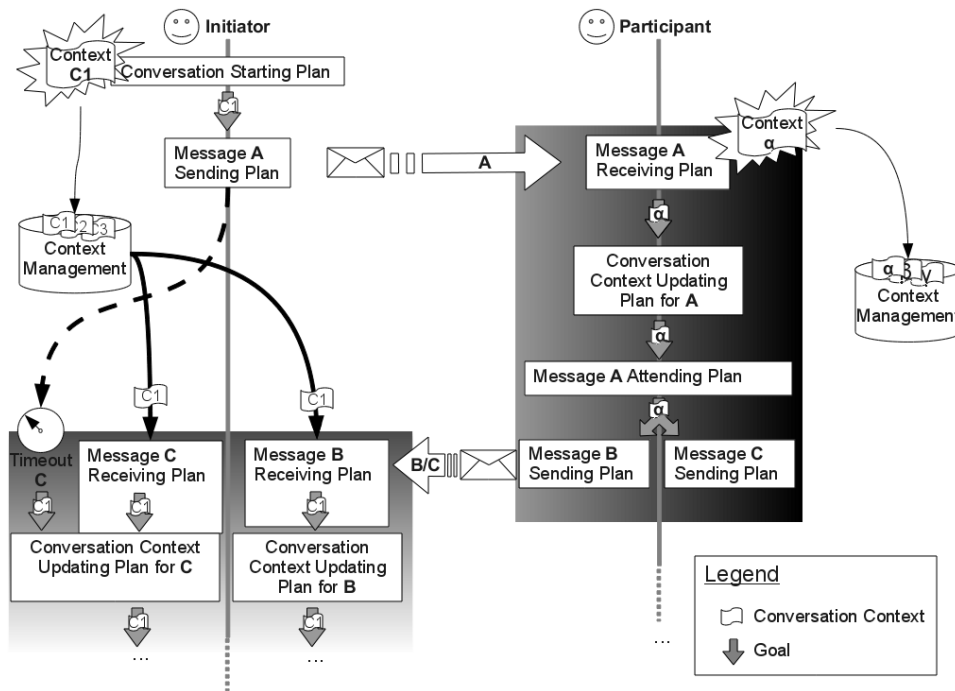 Initiator
Participant
Context
C1
Conversation Starting Plan
C1
Message A
Sending Plan
A
Message A
Receiving Plan
Context
α
α
C1 2 C3
Context
Management
Conversation
Context Updating
Plan for A
α β γ
Context
Management
α
Message A Attending Plan
α
C1
C1
Timeout
C
Message C
Receiving Plan
Message B
Receiving Plan
B/C
Message B
Sending Plan
Message C
Sending Plan
C1
C1
C1
Conversation Context
Updating Plan for C
Conversation
Context Updating
Plan for B
C1
C1
...
...
...
Legend
Conversation Context
Goal